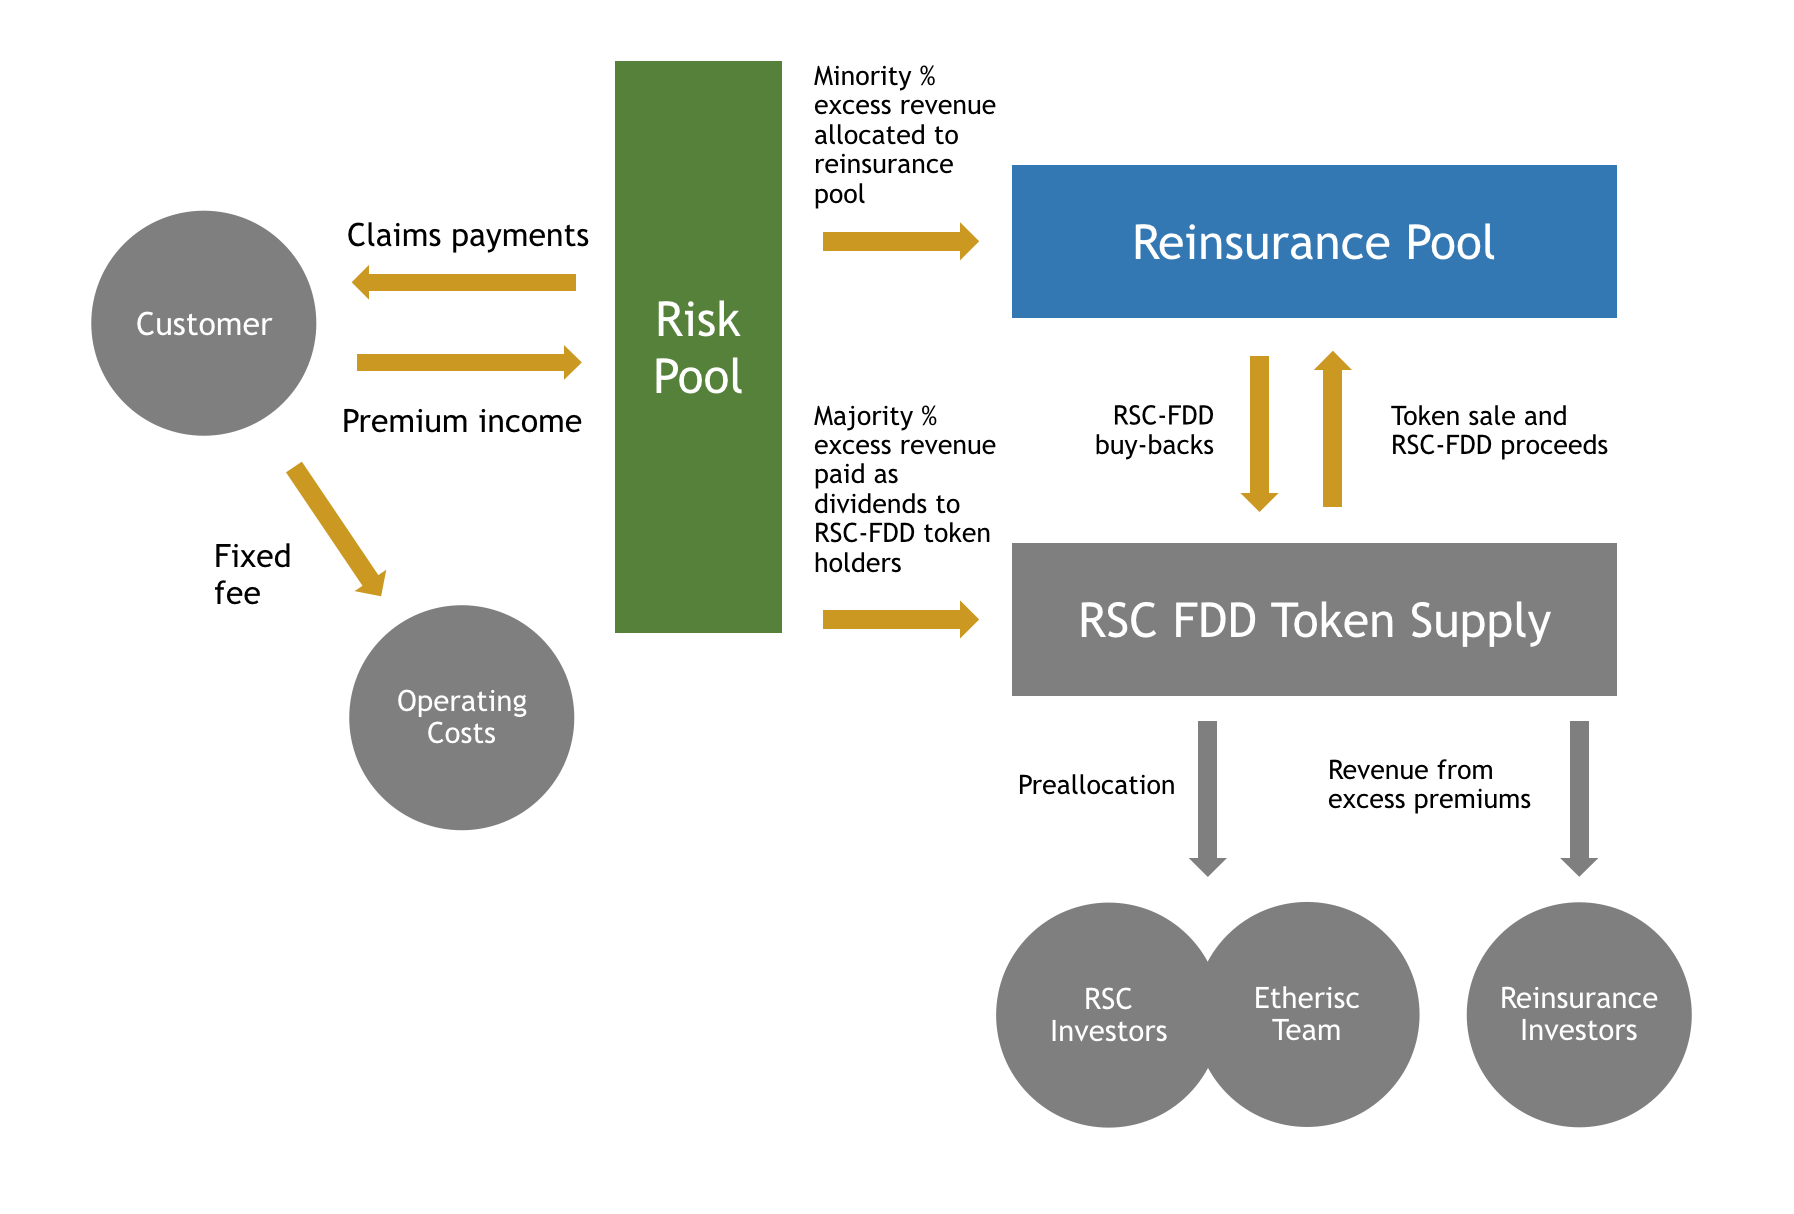 Minority %
excess revenue
allocated to
reinsurance
pool
Reinsurance Pool
Claims payments
Customer
Risk
Pool
Premium income
Majority %
excess revenue
paid as
dividends to
RSC-FDD token
holders
RSC-FDD
buy-backs
Token sale and
RSC-FDD proceeds
Fixed
fee
RSC FDD Token Supply
Operating
Costs
Preallocation
Revenue from
excess premiums
RSC
Investors
Etherisc
Team
Reinsurance
Investors